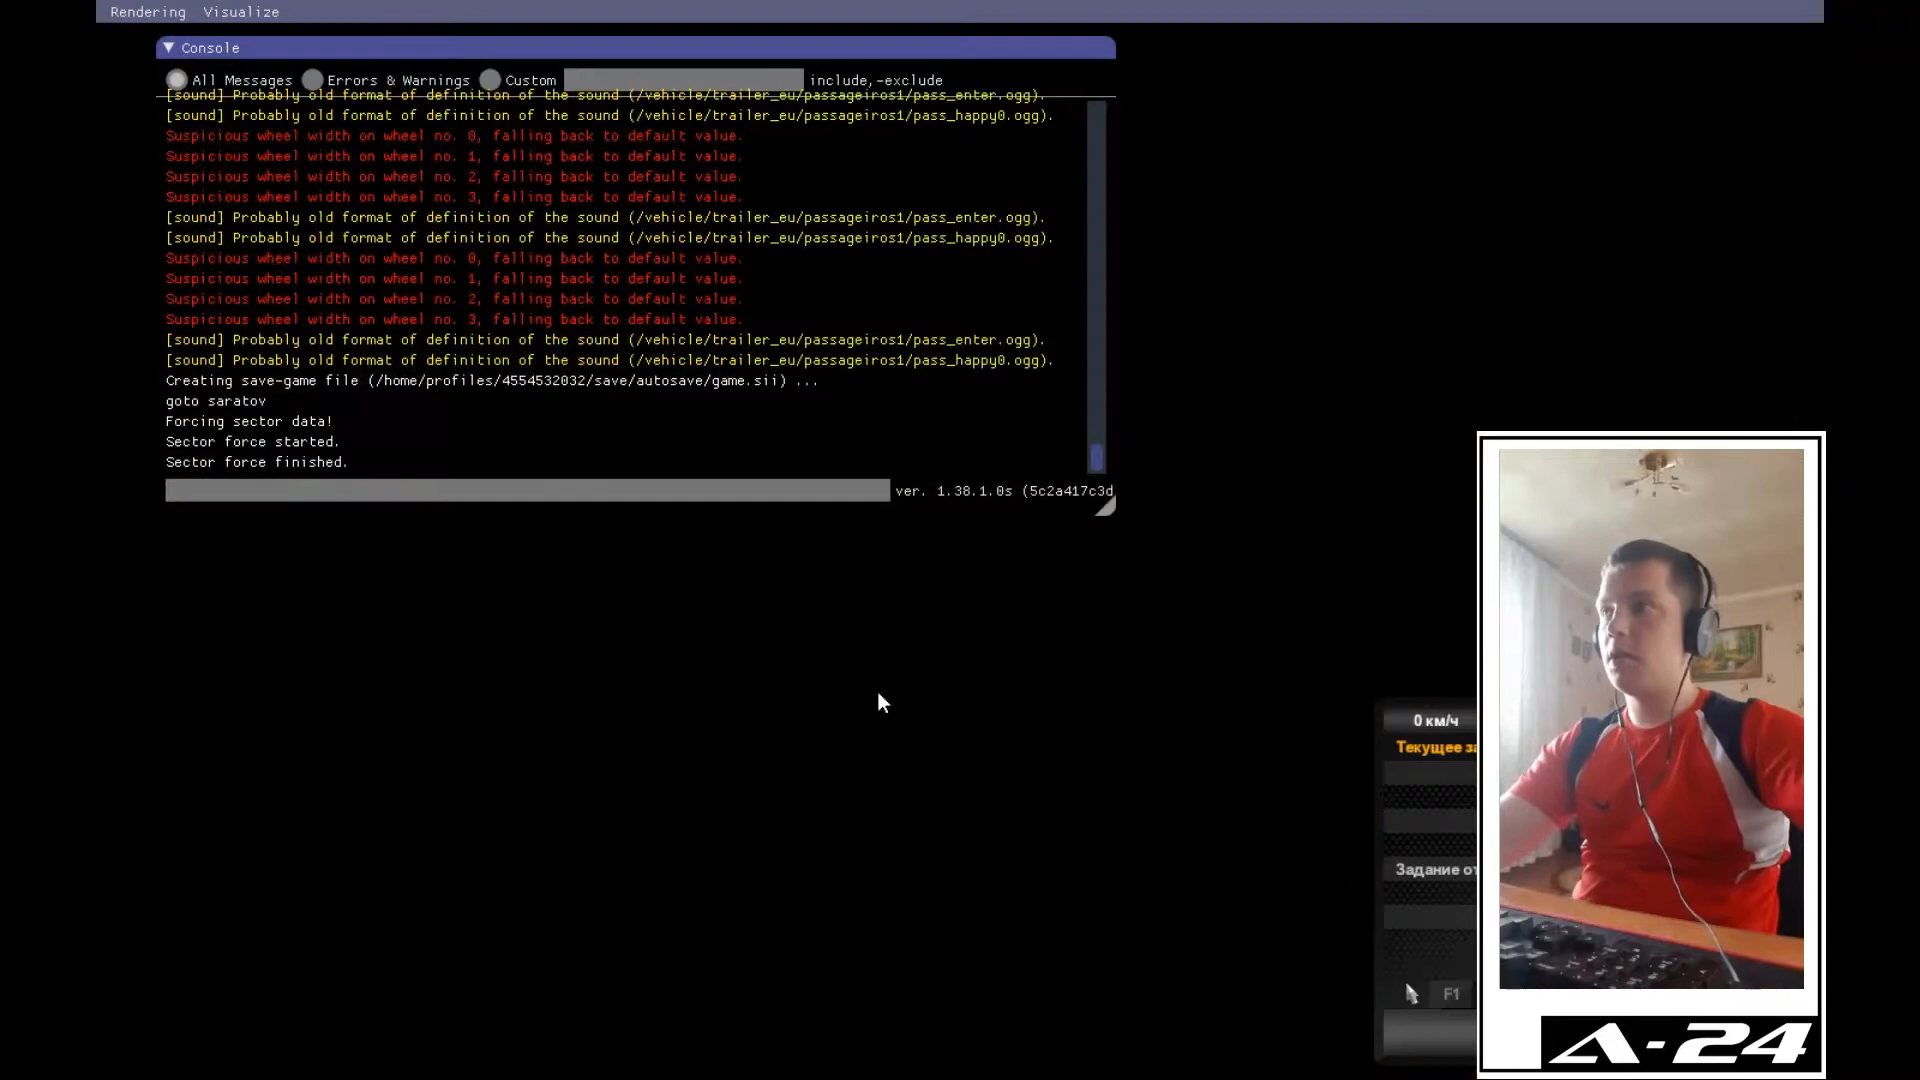 Rendering Visualize
Console
All Messages Errors & Warnings Custom include,-exclude
[sound] Probably old format of definition of the sound (/vehicle/trailer_eu/passageiros1/pass_enter.ogg).
[sound] Probably old format of definition of the sound (/vehicle/trailer_eu/passageiros1/pass_happy0.ogg).
Suspicious wheel width on wheel no. 0, falling back to default value.
Suspicious wheel width on wheel no. 1, falling back to default value.
Suspicious wheel width on wheel no. 2, falling back to default value.
Suspicious wheel width on wheel no. 3, falling back to default value.
[sound] Probably old format of definition of the sound (/vehicle/trailer_eu/passageiros1/pass_enter.ogg).
[sound] Probably old format of definition of the sound (/vehicle/trailer_eu/passageiros1/pass_happy0.ogg).
Suspicious wheel width on wheel no. 0, falling back to default value.
Suspicious wheel width on wheel no. 1, falling back to default value.
Suspicious wheel width on wheel no. 2, falling back to default value.
Suspicious wheel width on wheel no. 3, falling back to default value.
[sound] Probably old format of definition of the sound (/vehicle/trailer_eu/passageiros1/pass_enter.ogg).
[sound] Probably old format of definition of the sound (/vehicle/trailer_eu/passageiros1/pass_happy0.ogg).
Creating save-game file (/home/profiles/4554532032/save/autosave/game.sii) ...
goto saratov
Forcing sector data!
Sector force started.
Sector force finished.
ver. 1.38.1.0s (5c2a417c3d
0 км/ч
Текущее за
Задание от
F1
A-24